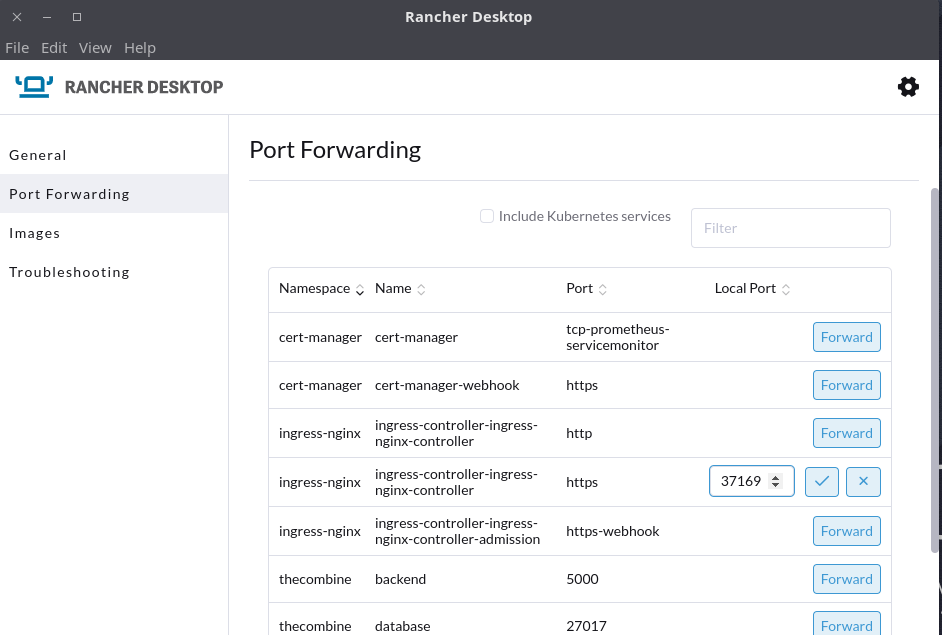 Rancher Desktop
File Edit View Help
RANCHER DESKTOP
General
Port Forwarding
Images
Troubleshooting
Port Forwarding
Include Kubernetes services
Filter
Namespace Name Port Local Port
cert-manager cert-manager tcp-prometheus-
servicemonitor Forward
cert-manager cert-manager-webhook https Forward
ingress-nginx ingress-controller-ingress-
nginx-controller http Forward
ingress-nginx ingress-controller-ingress-
nginx-controller https 37169
ingress-nginx ingress-controller-ingress-
nginx-controller-admission https-webhook Forward
thecombine backend 5000 Forward
thecombine database 27017 Forward